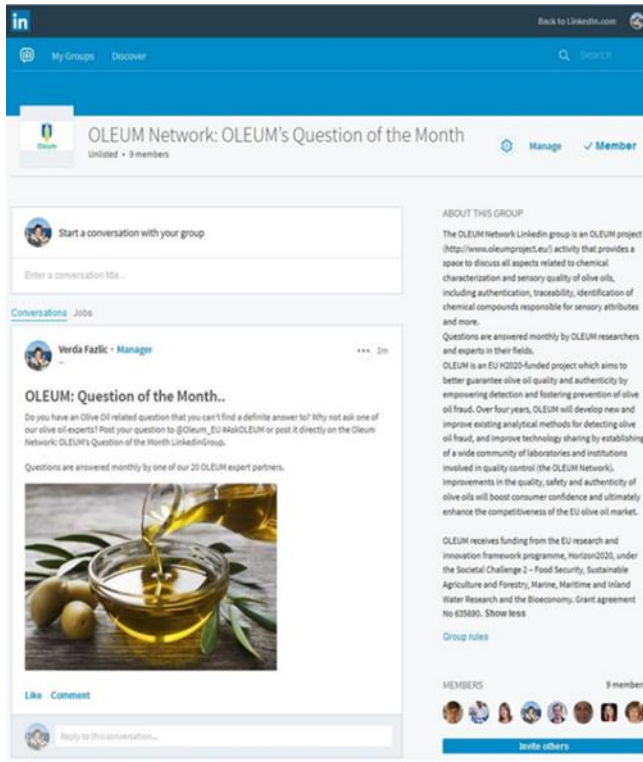 in
Back to LinkedIn.com
My Groups Discover
Search
Oleum
OLEUM Network: OLEUM's Question of the Month
Unlisted • 9 members
Manage
✓ Member
Start a conversation with your group
Enter a conversation title...
Conversations Jobs
Verda Fazlic • Manager
••• 2m
OLEUM: Question of the Month..
Do you have an Olive Oil related question that you can't find a definite answer to? Why not ask one of
our olive oil experts? Post your question to @Oleum_EU #AskOLEUM or post it directly on the Oleum
Network: OLEUM's Question of the Month LinkedInGroup.
Questions are answered monthly by one of our 20 OLEUM expert partners.
Like Comment
Reply to this conversation...
ABOUT THIS GROUP
The OLEUM Network Linkedin group is an OLEUM project
(http://www.oleumproject.eu/) activity that provides a
space to discuss all aspects related to chemical
characterization and sensory quality of olive oils,
including authentication, traceability, identification of
chemical compounds responsible for sensory attributes
and more.
Questions are answered monthly by OLEUM researchers
and experts in their fields.
OLEUM is an EU H2020-funded project which aims to
better guarantee olive oil quality and authenticity by
empowering detection and fostering prevention of olive
oil fraud. Over four years, OLEUM will develop new and
improve existing analytical methods for detecting olive
oil fraud, and improve technology sharing by establishing
of a wide community of laboratories and institutions
involved in quality control (the OLEUM Network).
Improvements in the quality, safety and authenticity of
olive oils will boost consumer confidence and ultimately
enhance the competitiveness of the EU olive oil market.
OLEUM receives funding from the EU research and
innovation framework programme, Horizon2020, under
the Societal Challenge 2 – Food Security, Sustainable
Agriculture and Forestry, Marine, Maritime and Inland
Water Research and the Bioeconomy. Grant agreement
No 635690. Show less
Group rules
MEMBERS
9 members
Invite others